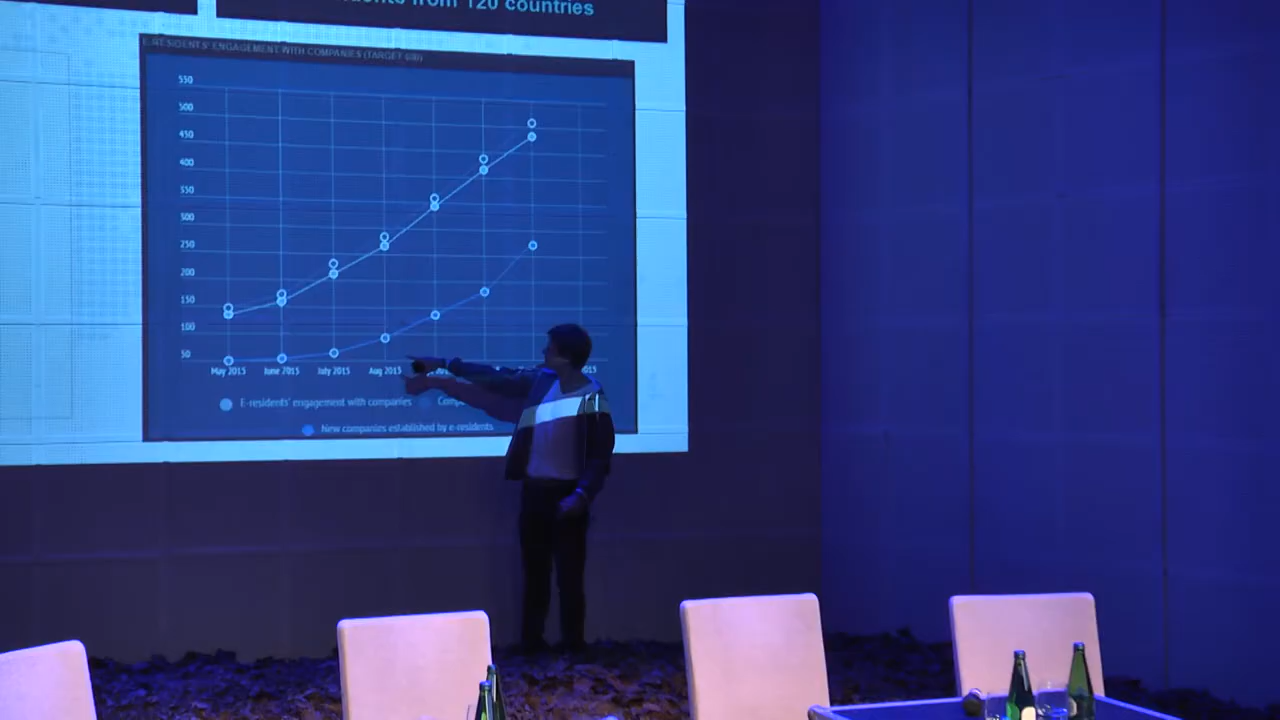 from 120 countries
E-RESIDENTS' ENGAGEMENT WITH COMPANIES (TARGET
550
500
450
400
350
300
250
200
150
100
50
May 2015 June 2015 July 2015 Aug 2015
E-residents' engagement with companies
New companies established by e-residents